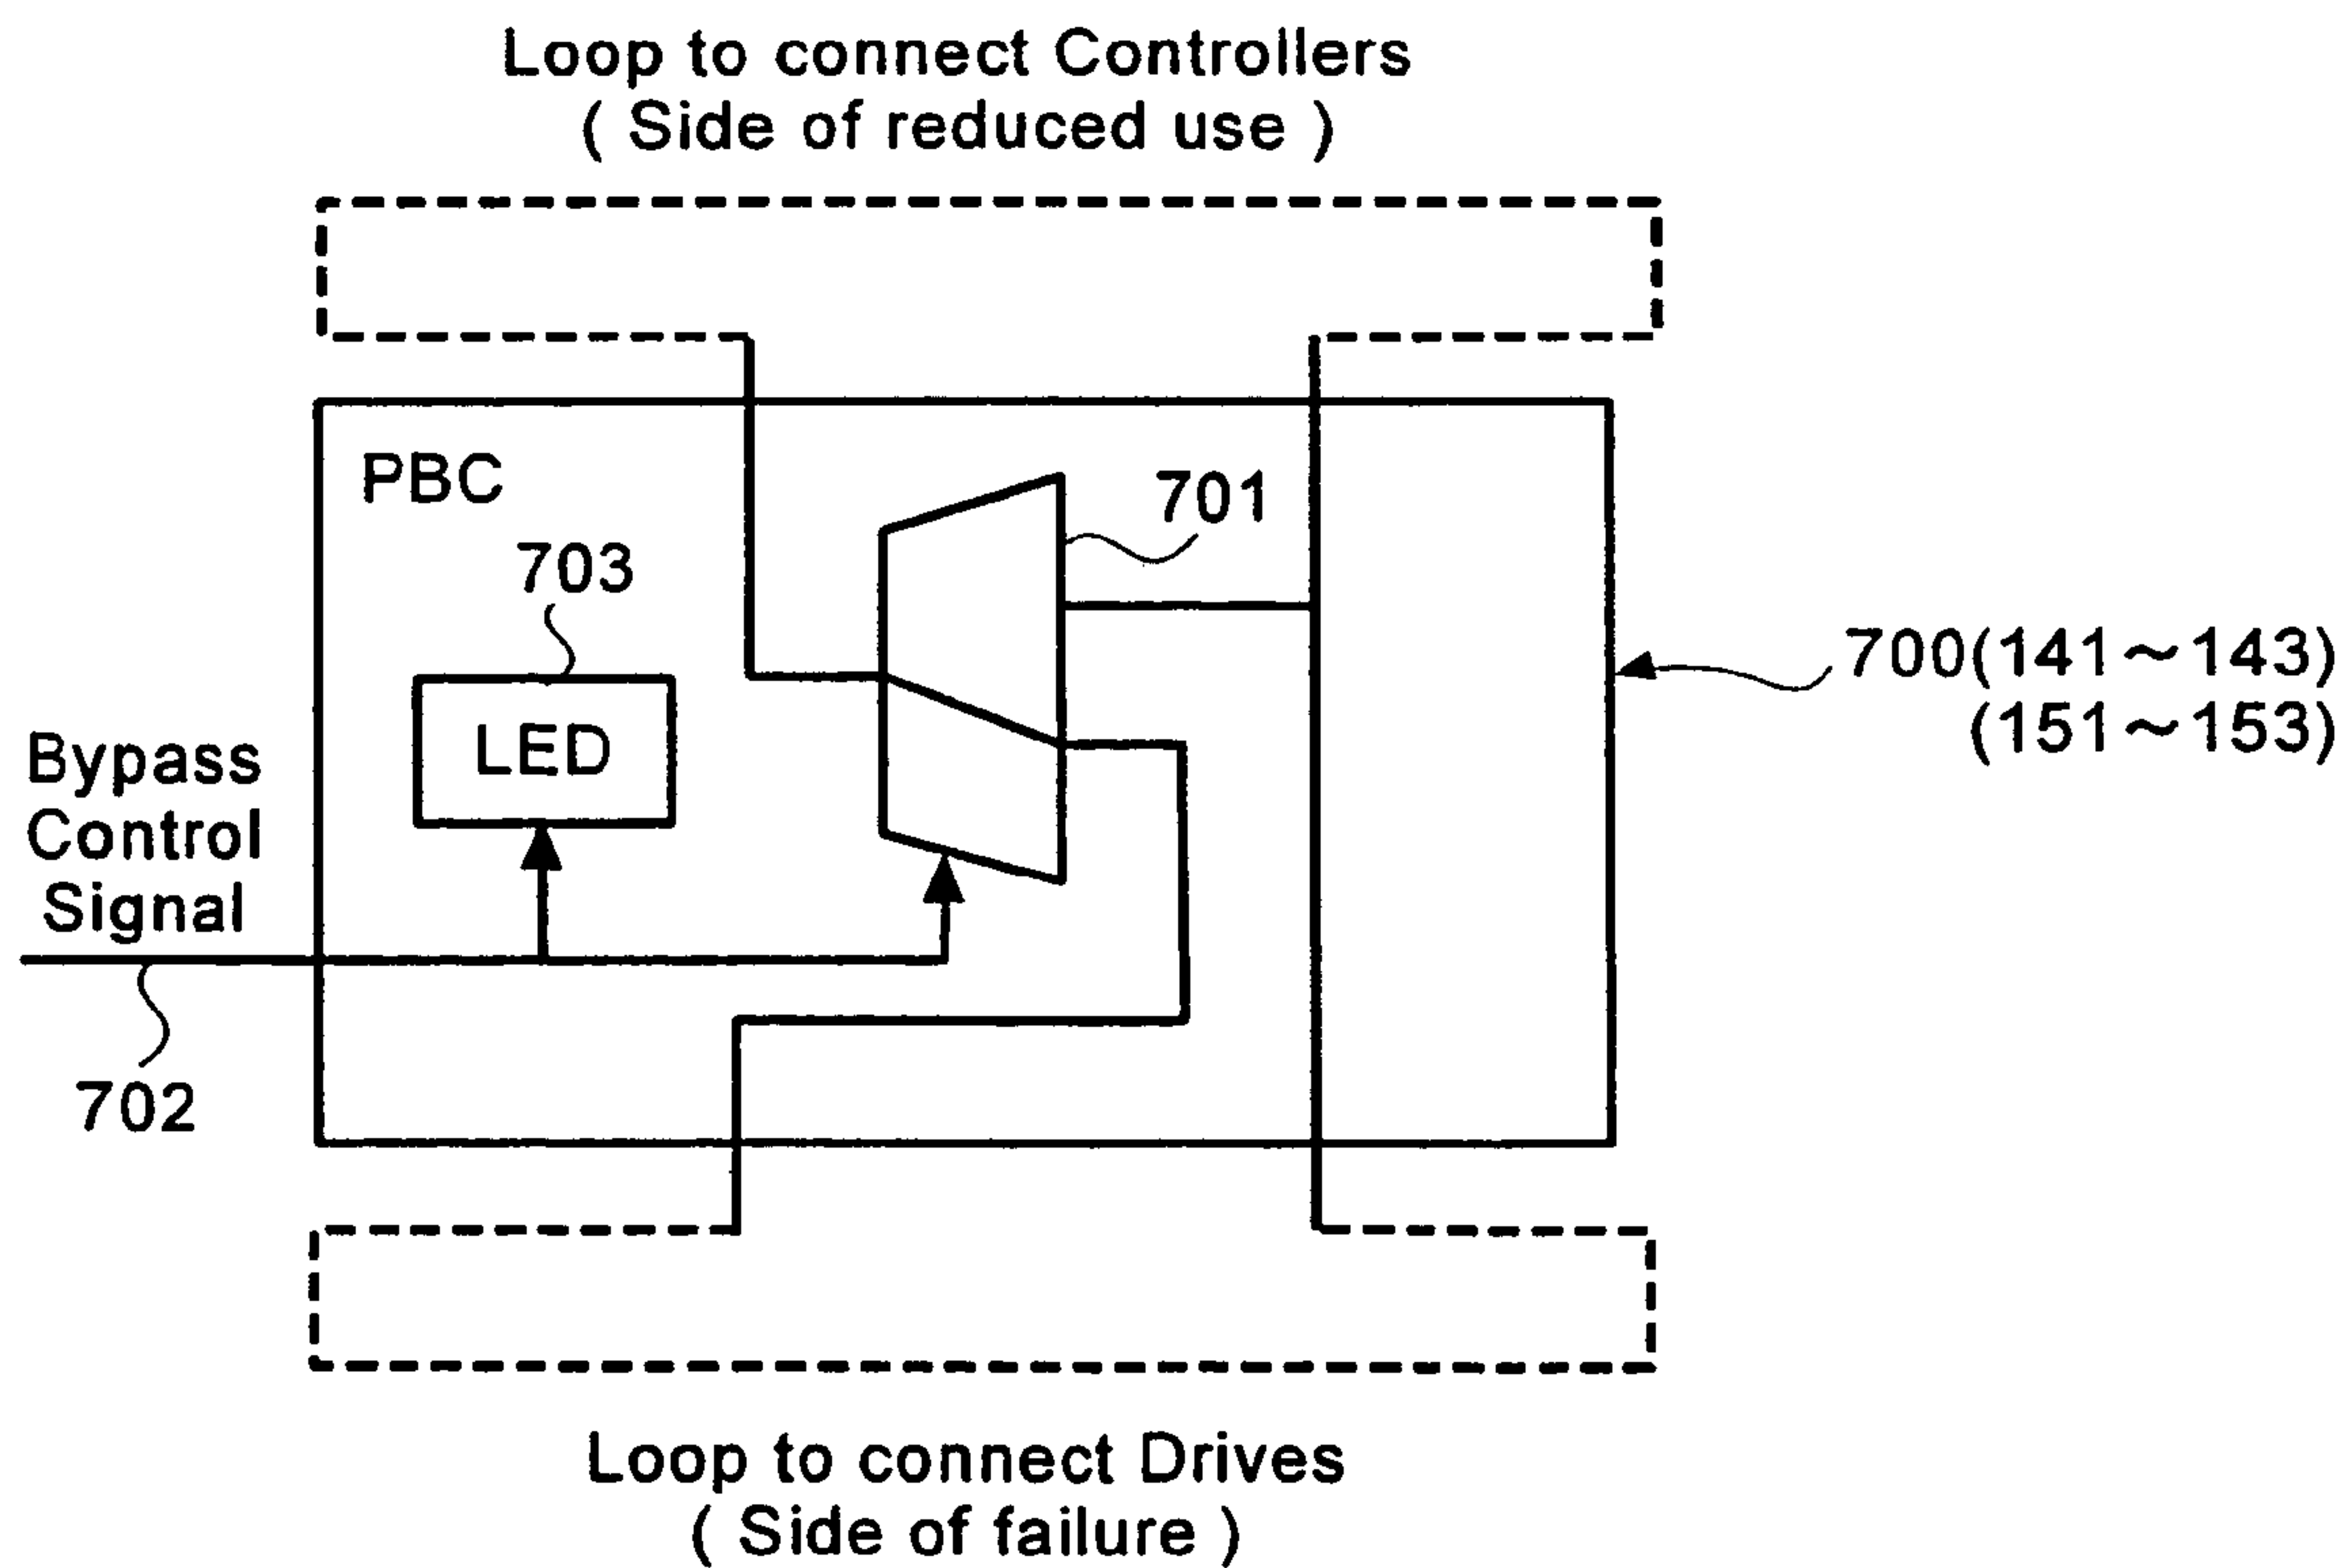 Loop to connect Controllers
( Side of reduced use )
PBC
701
703
LED
700(141~143)
(151~153)
Bypass
Control
Signal
702
Loop to connect Drives
( Side of failure )